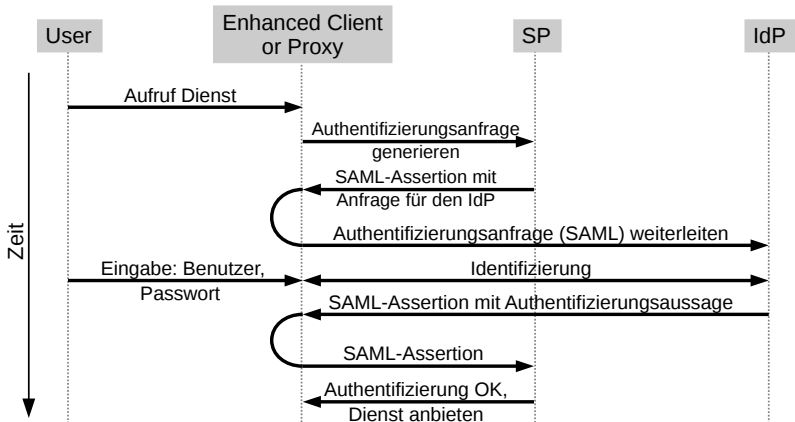 User
Enhanced Client
or Proxy
SP
IdP
Zeit
Aufruf Dienst
Authentifizierungsanfrage
generieren
SAML-Assertion mit
Anfrage für den IdP
Authentifizierungsanfrage (SAML) weiterleiten
Eingabe: Benutzer,
Passwort
Identifizierung
SAML-Assertion mit Authentifizierungsaussage
SAML-Assertion
Authentifizierung OK,
Dienst anbieten